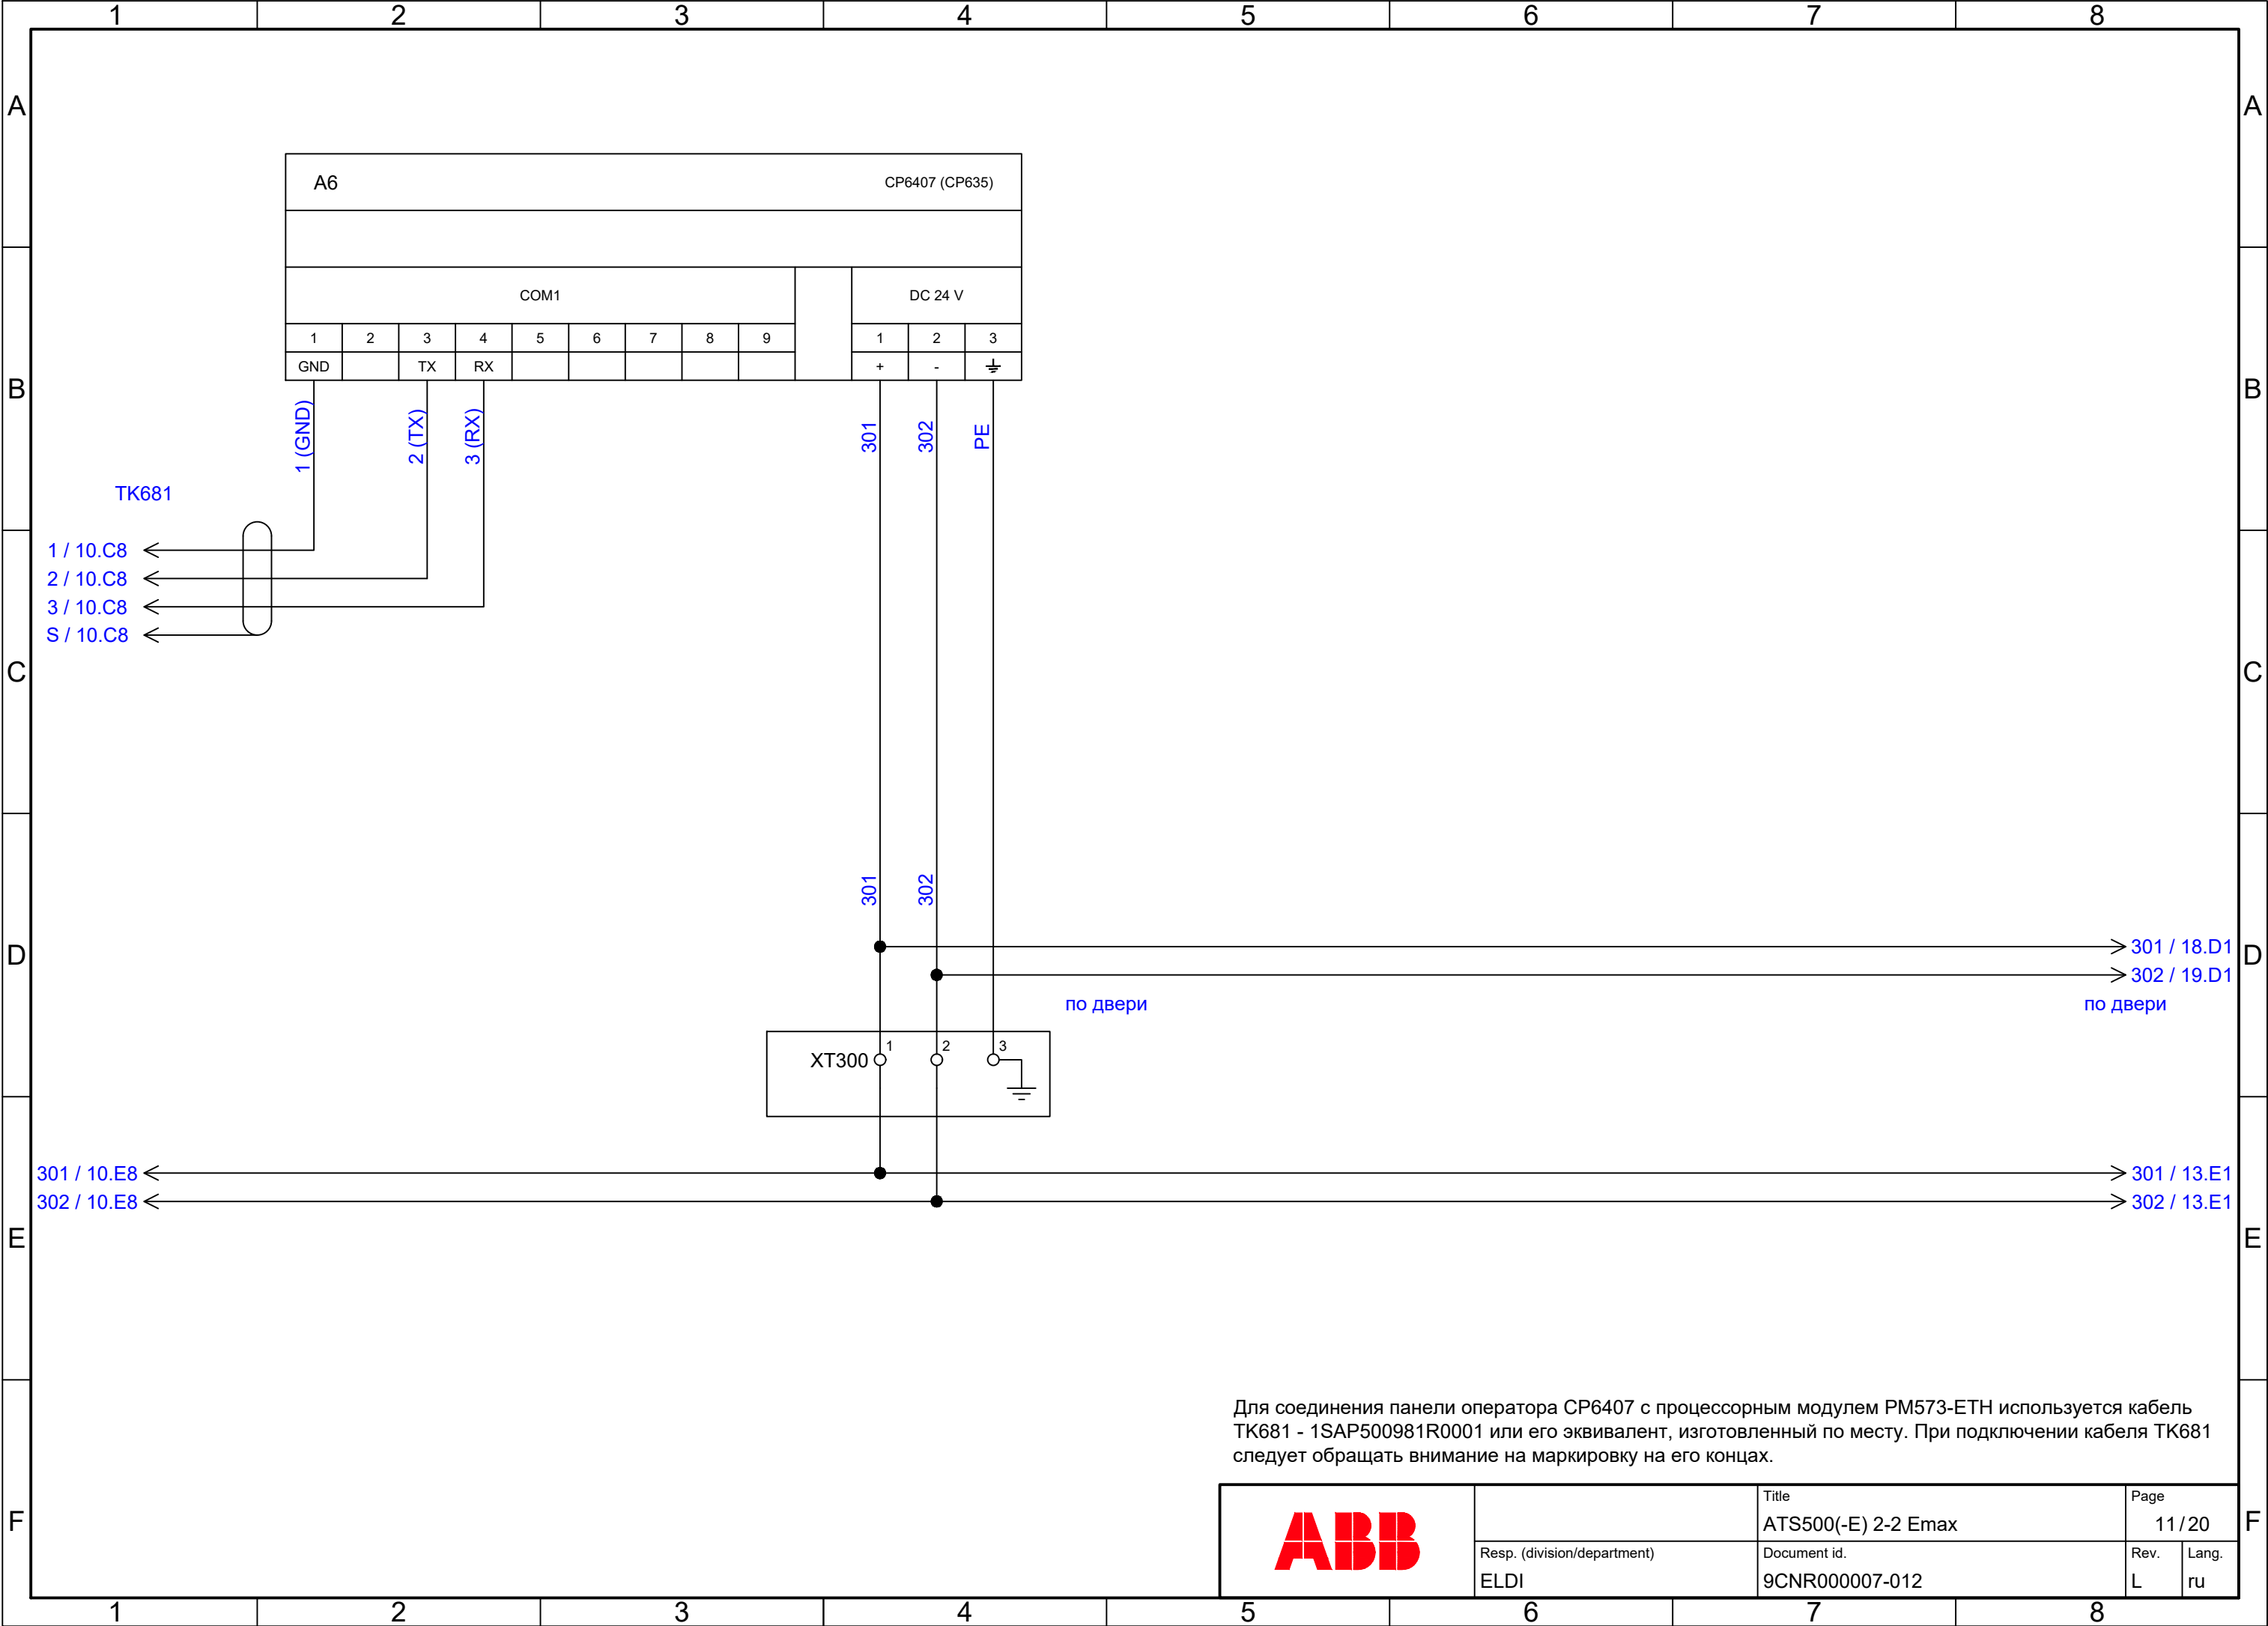 1 2 3 4 5 6 7 8
A A
A6 CP6407 (CP635)
COM1 DC 24 V
1 2 3 4 5 6 7 8 9 1 2 3
GND TX RX + -
B B
1 (GND) 2 (TX) 3 (RX) 301 302 PE
TK681
1 / 10.C8
2 / 10.C8
3 / 10.C8
S / 10.C8
C C
301 302
D D
301 / 18.D1
302 / 19.D1
по двери по двери
XT300 1 2 3
301 / 10.E8 301 / 13.E1
302 / 10.E8 302 / 13.E1
E E
Для соединения панели оператора CP6407 с процессорным модулем PM573-ETH используется кабель
TK681 - 1SAP500981R0001 или его эквивалент, изготовленный по месту. При подключении кабеля TK681
следует обращать внимание на маркировку на его концах.
F F
ABB
Title Page
ATS500(-E) 2-2 Emax 11/20
Resp. (division/department) Document id. Rev. Lang.
ELDI 9CNR000007-012 L ru
1 2 3 4 5 6 7 8